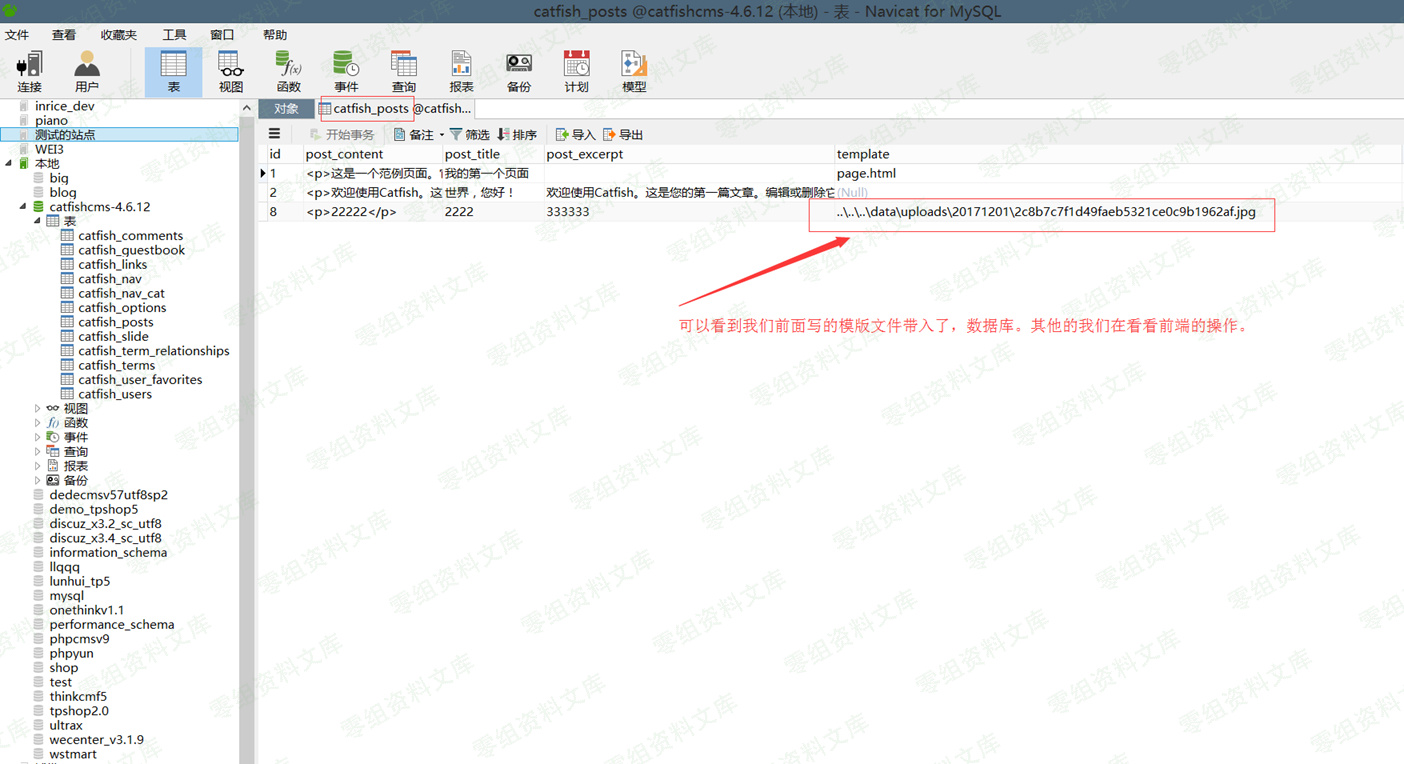 catfish_posts @catfishcms-4.6.12 (本地) - 表 - Navicat for MySQL
文件 查看 收藏夹 工具 窗口 帮助
连接 用户 表 视图 函数 事件 查询 报表 备份 计划 模型
inrice_dev
piano
测试的站点
WEI3
本地
big
blog
catfishcms-4.6.12
表
catfish_comments
catfish_guestbook
catfish_links
catfish_nav
catfish_nav_cat
catfish_options
catfish_posts
catfish_slide
catfish_term_relationships
catfish_terms
catfish_user_favorites
catfish_users
视图
函数
事件
查询
报表
备份
dedecmsv57utf8sp2
demo_tpshop5
discuz_x3.2_sc_utf8
discuz_x3.4_sc_utf8
information_schema
llqqq
lunhui_tp5
mysql
onethinkv1.1
performance_schema
phpcmsv9
phpyun
shop
test
thinkcmf5
tpshop2.0
ultrax
wecenter_v3.1.9
wstmart
对象 catfish_posts @catfish...
开始事务 备注 筛选 排序 导入 导出
id post_content post_title post_excerpt template
1 <p>这是一个范例页面。 我的第一个页面 page.html
2 <p>欢迎使用Catfish。这 世界，您好！ 欢迎使用Catfish。这是您的第一篇文章。编辑或删除它 (Null)
8 <p>22222</p> 2222 333333 ..\..\..\data\uploads\20171201\2c8b7c7f1d49faeb5321ce0c9b1962af.jpg
可以看到我们前面写的模版文件带入了，数据库。其他的我们在看看前端的操作。
零组资料文库